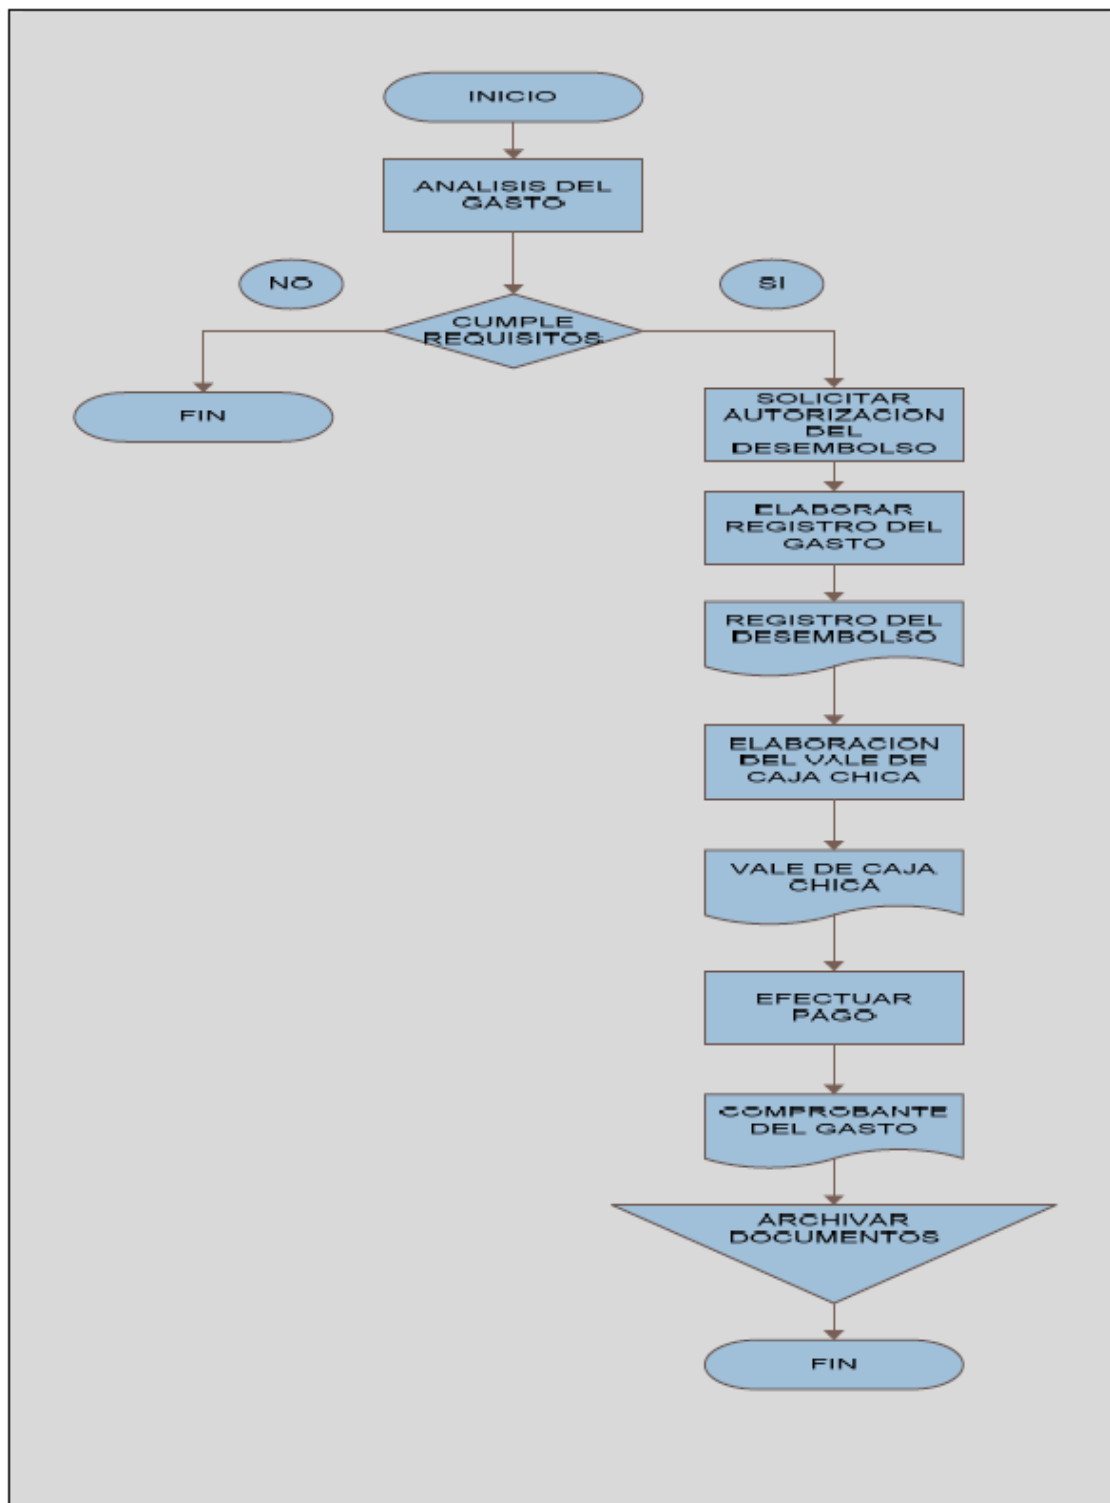 INICIO
ANALISIS DEL
GASTO
NO
SI
CUMPLE
REQUISITOS
FIN
SOLICITAR
AUTORIZACION
DEL
DESEMBOLSO
ELABORAR
REGISTRO DEL
GASTO
REGISTRO DEL
DESEMBOLSO
ELABORACION
DEL VALE DE
CAJA CHICA
VALE DE CAJA
CHICA
EFECTUAR
PAGO
COMPROBANTE
DEL GASTO
ARCHIVAR
DOCUMENTOS
FIN